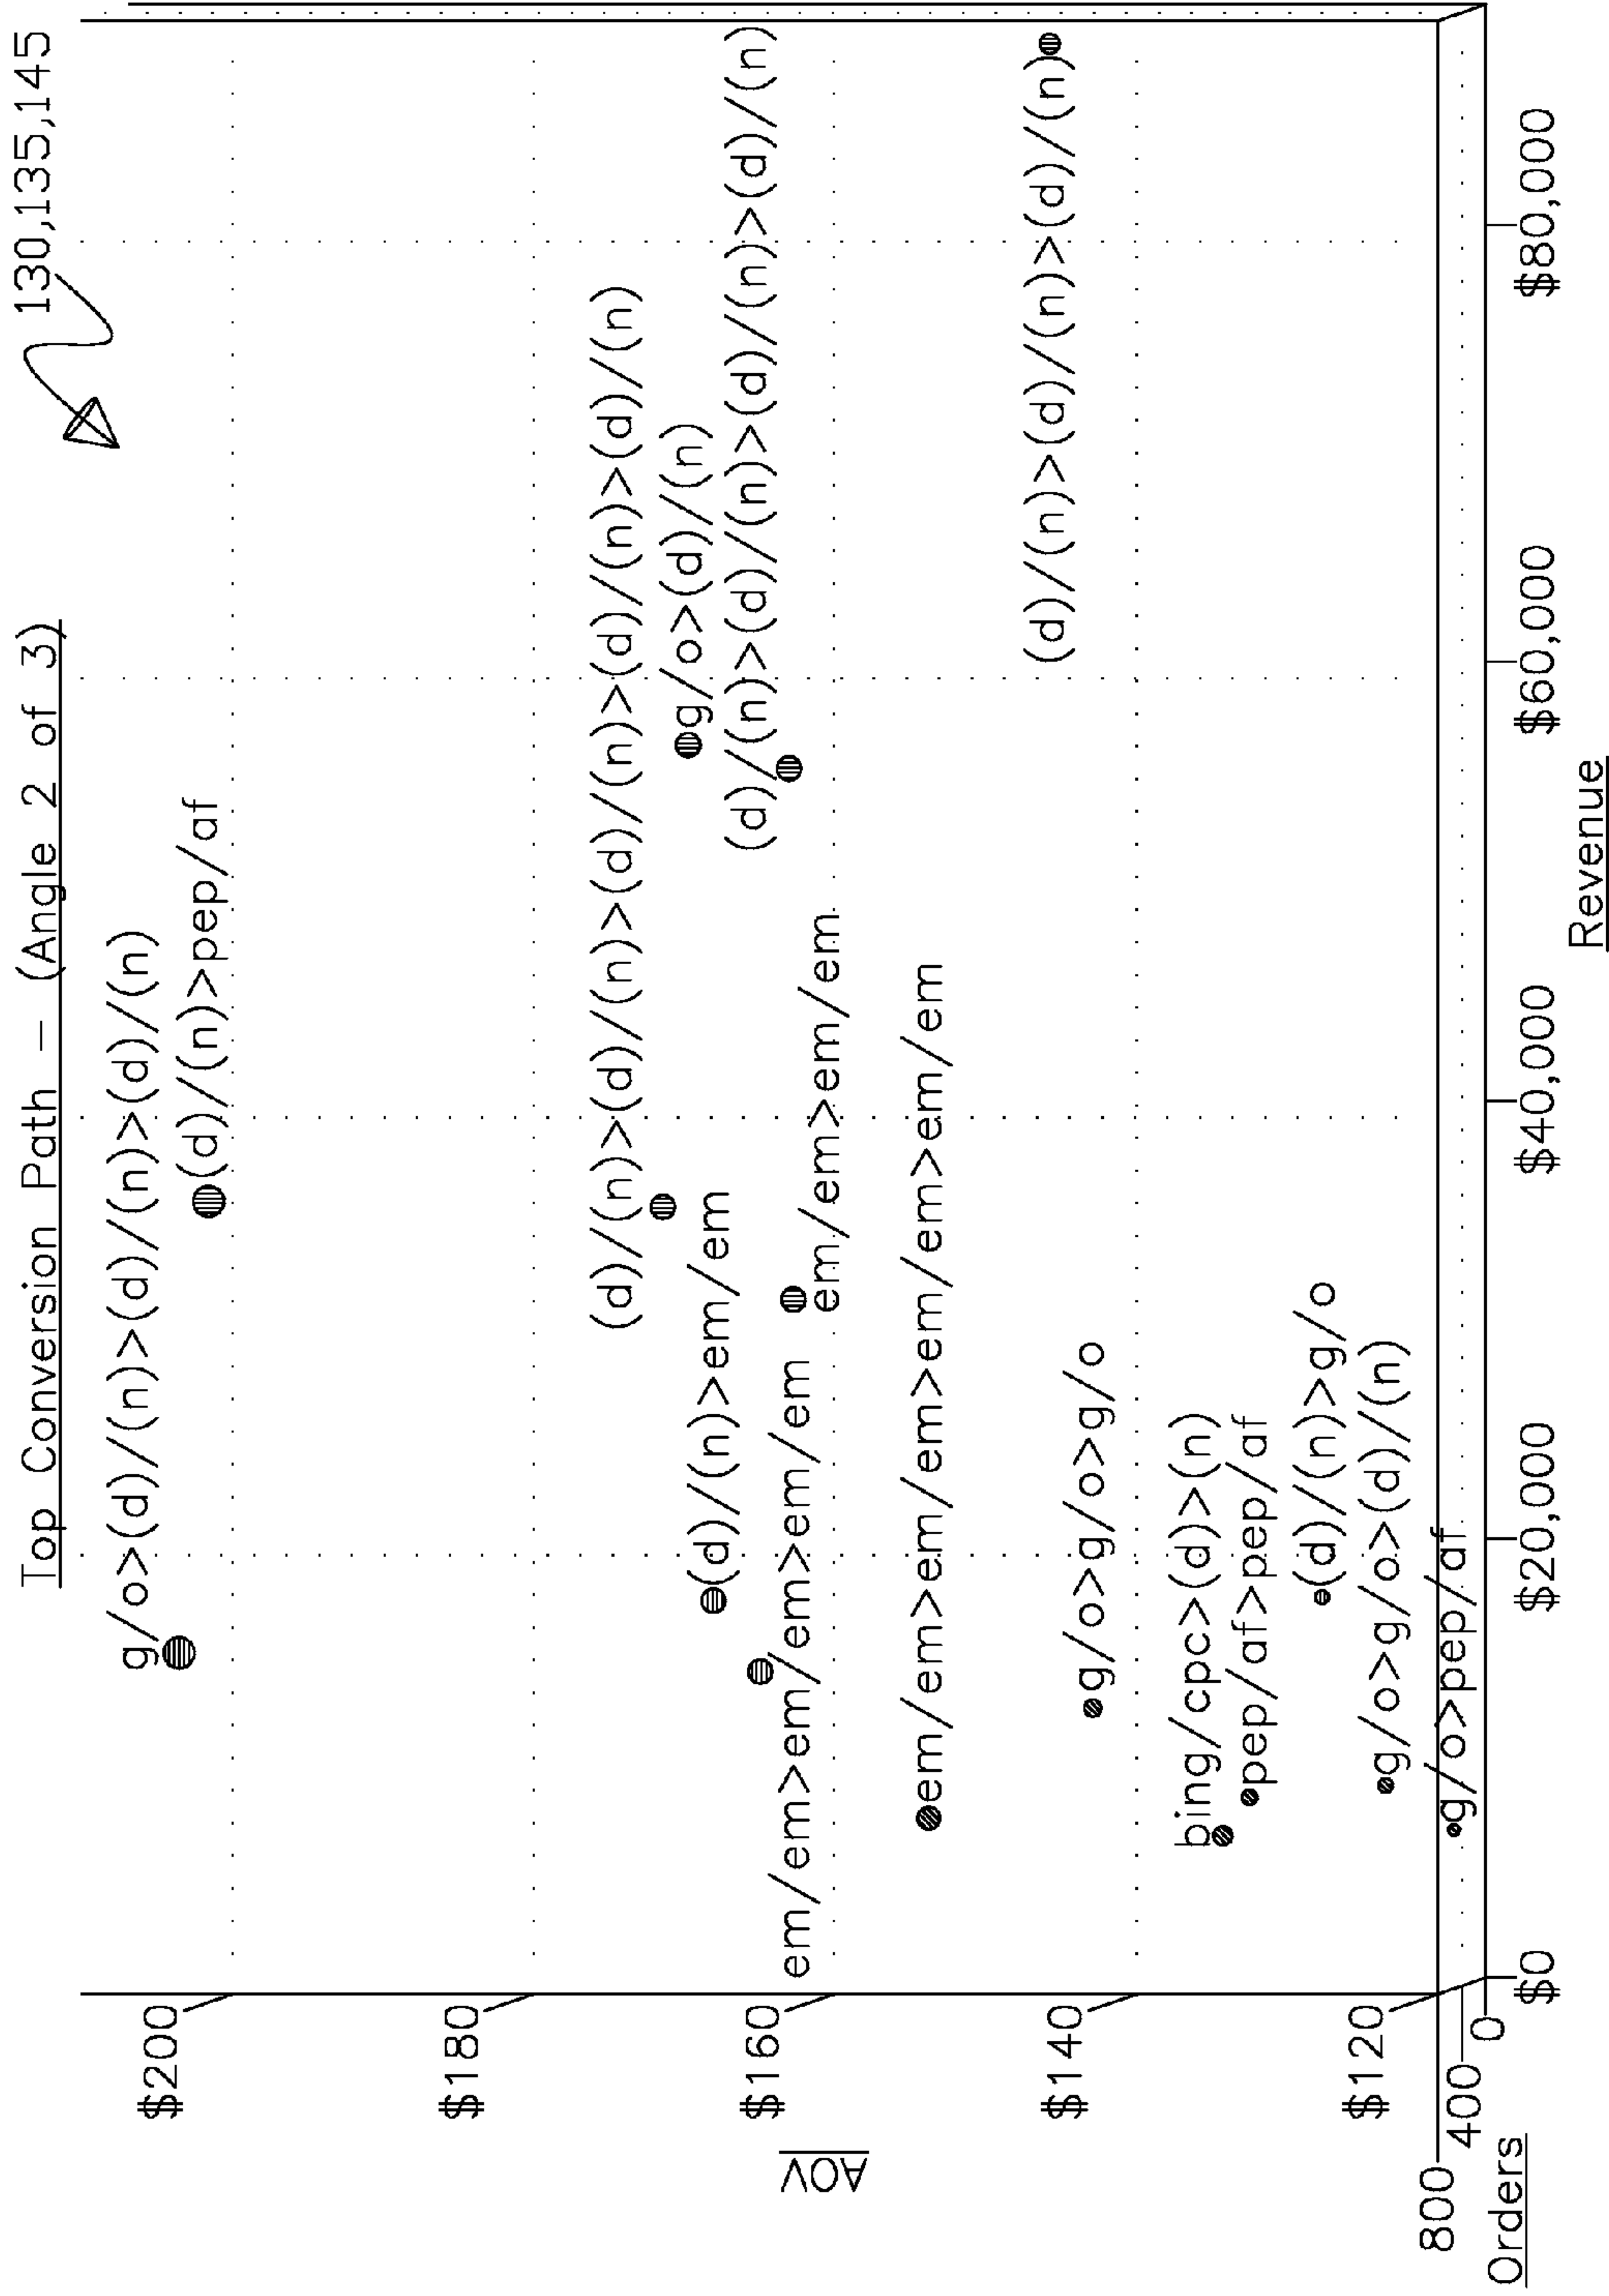 Top Conversion Path - (Angle 2 of 3)
130,135,145
g/o>(d)/(n)>(d)/(n)>(d)/(n)
(d)/(n)>pep/af
(d)/(n)>(d)/(n)>(d)/(n)>(d)/(n)>(d)/(n)
g/o>(d)/(n)
(d)/(n)>em/em
(d)/(n)>(d)/(n)>(d)/(n)>(d)/(n)
em/em>em/em>em/em
em/em>em/em
em/em>em/em>em/em>em/em
(d)/(n)>(d)/(n)>(d)/(n)
g/o>g/o>g/o
bing/cpc>(d)>(n)
pep/af>pep/af
(d)/(n)>g/o
g/o>g/o>(d)/(n)
g/o>pep/af
$200
$180
$160
$140
$120
AOV
800
400
0
Orders
$0
$20,000
$40,000
$60,000
$80,000
Revenue